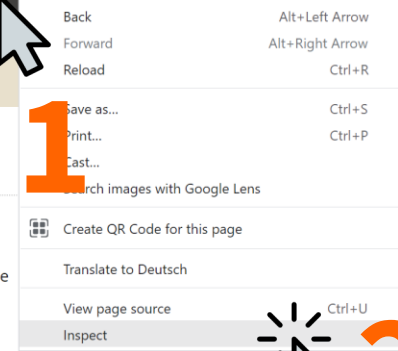 Back Alt+Left Arrow
Forward Alt+Right Arrow
Reload Ctrl+R
Save as... Ctrl+S
1
Print... Ctrl+P
Cast...
Search images with Google Lens
Create QR Code for this page
Translate to Deutsch
e
View page source Ctrl+U
Inspect